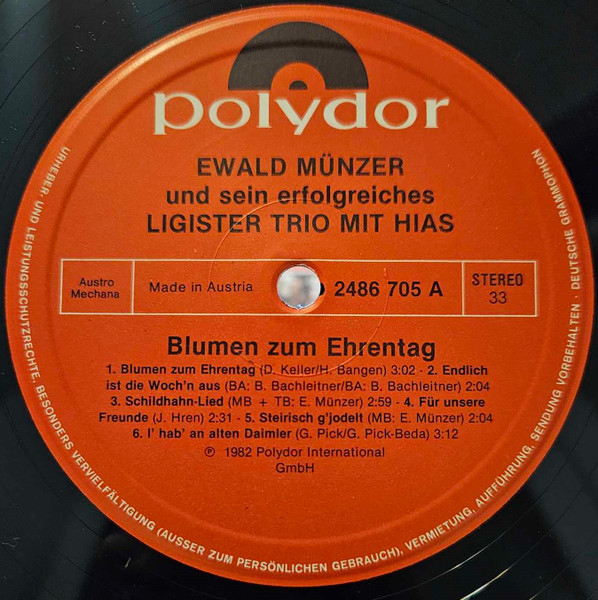 polydor
EWALD MÜNZER
und sein erfolgreiches
LIGISTER TRIO MIT HIAS
Austro
Mechana
Made in Austria
2486 705 A
STEREO
33
Blumen zum Ehrentag
1. Blumen zum Ehrentag (D. Keller/H. Bangen) 3:02 - 2. Endlich
ist die Woch'n aus (BA: B. Bachleitner/BA: B. Bachleitner) 2:04
3. Schildhahn-Lied (MB + TB: E. Münzer) 2:59 - 4. Für unsere
Freunde (J. Hren) 2:31 - 5. Steirisch g'jodelt (MB: E. Münzer) 2:04
6. I' hab' an alten Daimler (G. Pick/G. Pick-Beda) 3:12
℗ 1982 Polydor International
GmbH
URHEBER- UND LEISTUNGSSCHUTZRECHTE, BESONDERS VERVIELFÄLTIGUNG (AUSSER ZUM PERSÖNLICHEN GEBRAUCH), VERMIETUNG, AUFFÜHRUNG, SENDUNG VORBEHALTEN · DEUTSCHE GRAMMOPHON